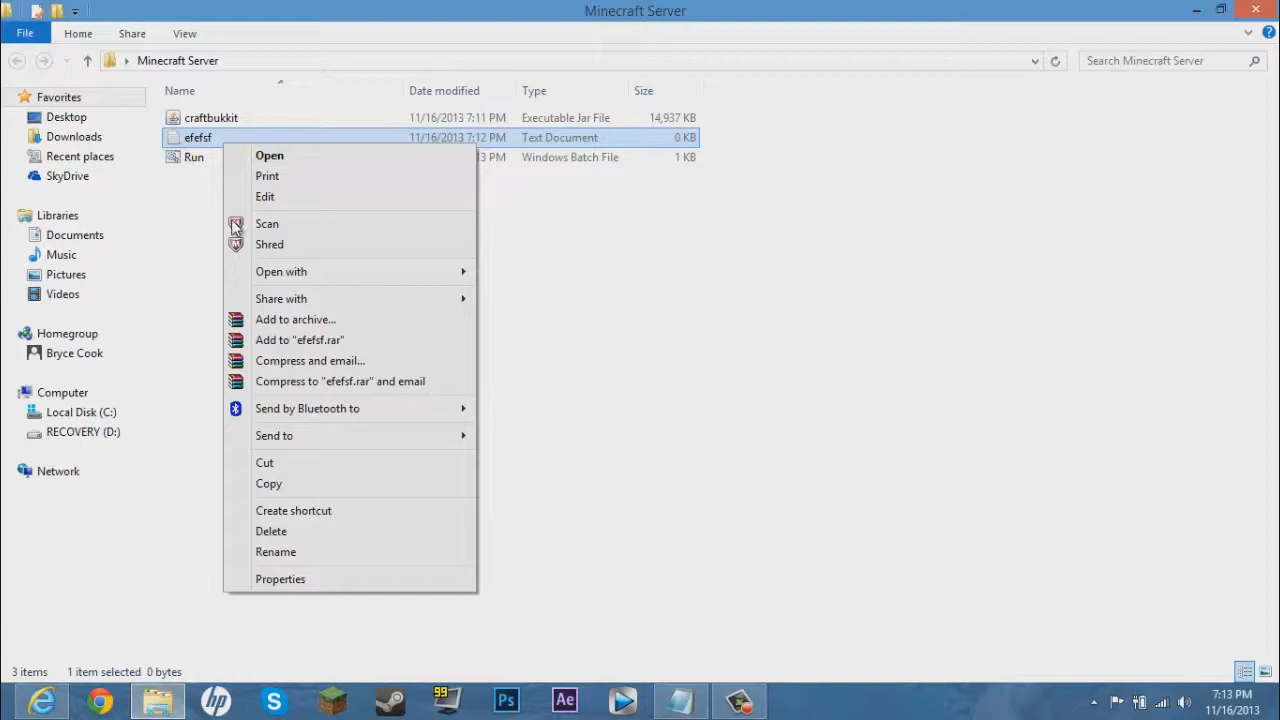 Minecraft Server
File Home Share View
Minecraft Server
Search Minecraft Server
Name Date modified Type Size
craftbukkit 11/16/2013 7:11 PM Executable Jar File 14,937 KB
efefsf 11/16/2013 7:12 PM Text Document 0 KB
Run 3 PM Windows Batch File 1 KB
Favorites
Desktop
Downloads
Recent places
SkyDrive
Libraries
Documents
Music
Pictures
Videos
Homegroup
Bryce Cook
Computer
Local Disk (C:)
RECOVERY (D:)
Network
Open
Print
Edit
Scan
Shred
Open with
Share with
Add to archive...
Add to "efefsf.rar"
Compress and email...
Compress to "efefsf.rar" and email
Send by Bluetooth to
Send to
Cut
Copy
Create shortcut
Delete
Rename
Properties
3 items 1 item selected 0 bytes
hp
S
99
Ps
Ae
7:13 PM
11/16/2013